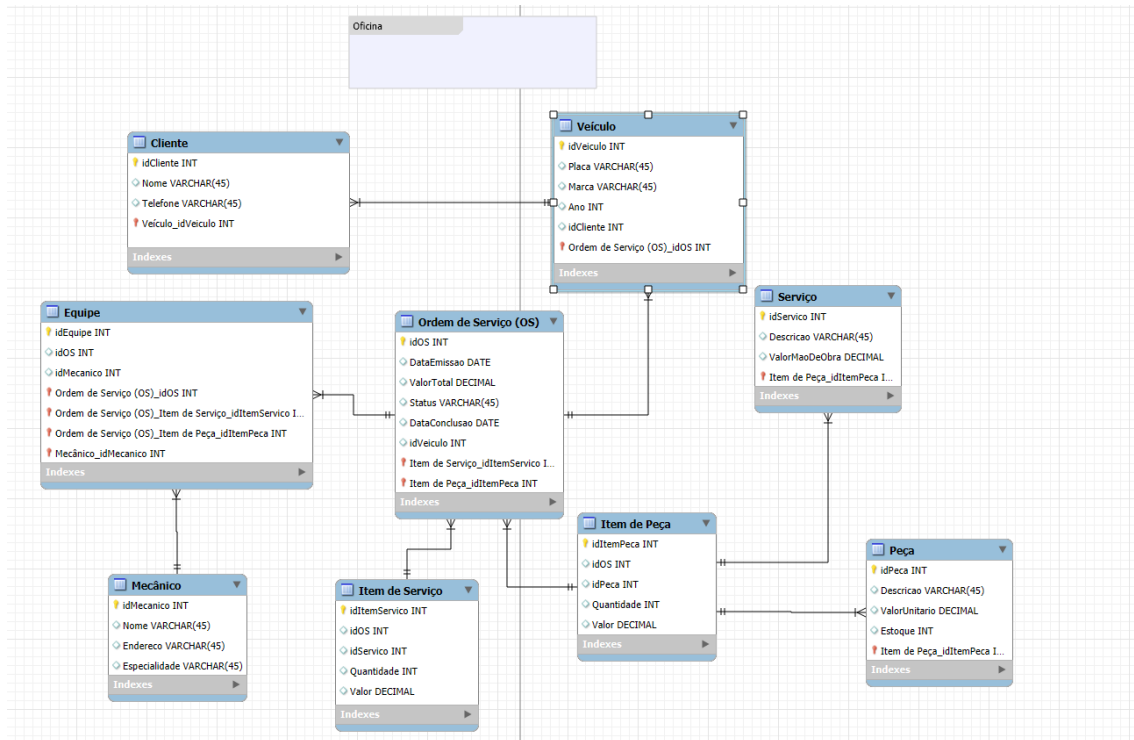 Oficina
Cliente
idCliente INT
Nome VARCHAR(45)
Telefone VARCHAR(45)
Veículo_idVeiculo INT
Indexes
Veículo
idVeiculo INT
Placa VARCHAR(45)
Marca VARCHAR(45)
Ano INT
idCliente INT
Ordem de Serviço (OS)_idOS INT
Indexes
Equipe
idEquipe INT
idOS INT
idMecanico INT
Ordem de Serviço (OS)_idOS INT
Ordem de Serviço (OS)_Item de Serviço_idItemServico I...
Ordem de Serviço (OS)_Item de Peça_idItemPeca INT
Mecânico_idMecanico INT
Indexes
Ordem de Serviço (OS)
idOS INT
DataEmissao DATE
ValorTotal DECIMAL
Status VARCHAR(45)
DataConclusao DATE
idVeiculo INT
Item de Serviço_idItemServico I...
Item de Peça_idItemPeca INT
Indexes
Serviço
idServico INT
Descricao VARCHAR(45)
ValorMaoDeObra DECIMAL
Item de Peça_idItemPeca I...
Indexes
Mecânico
idMecanico INT
Nome VARCHAR(45)
Endereco VARCHAR(45)
Especialidade VARCHAR(45)
Indexes
Item de Serviço
idItemServico INT
idOS INT
idServico INT
Quantidade INT
Valor DECIMAL
Indexes
Item de Peça
idItemPeca INT
idOS INT
idPeca INT
Quantidade INT
Valor DECIMAL
Indexes
Peça
idPeca INT
Descricao VARCHAR(45)
ValorUnitario DECIMAL
Estoque INT
Item de Peça_idItemPeca I...
Indexes